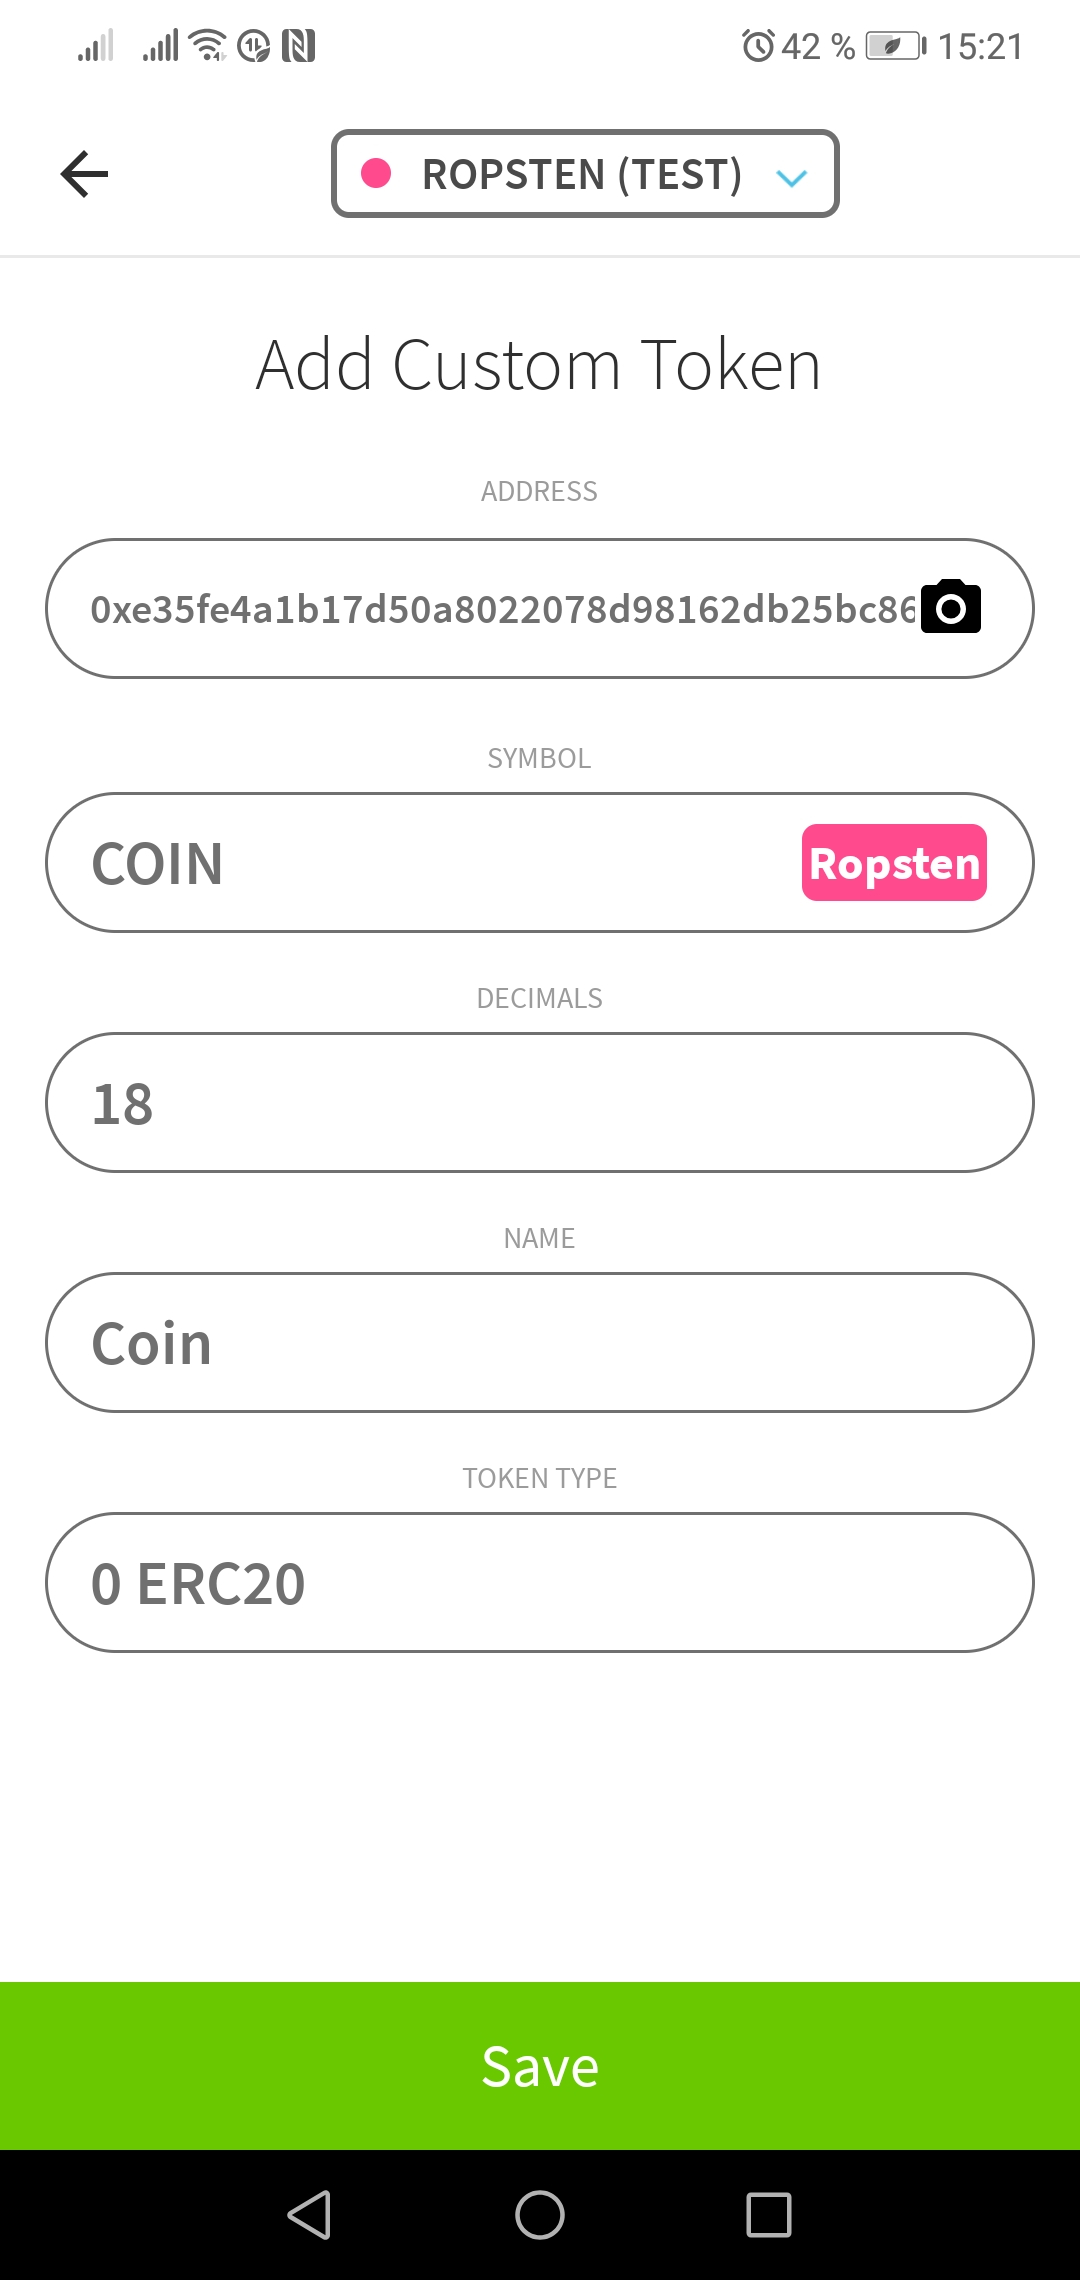 42 % 15:21
ROPSTEN (TEST)
Add Custom Token
ADDRESS
0xe35fe4a1b17d50a8022078d98162db25bc86
SYMBOL
COIN Ropsten
DECIMALS
18
NAME
Coin
TOKEN TYPE
0 ERC20
Save